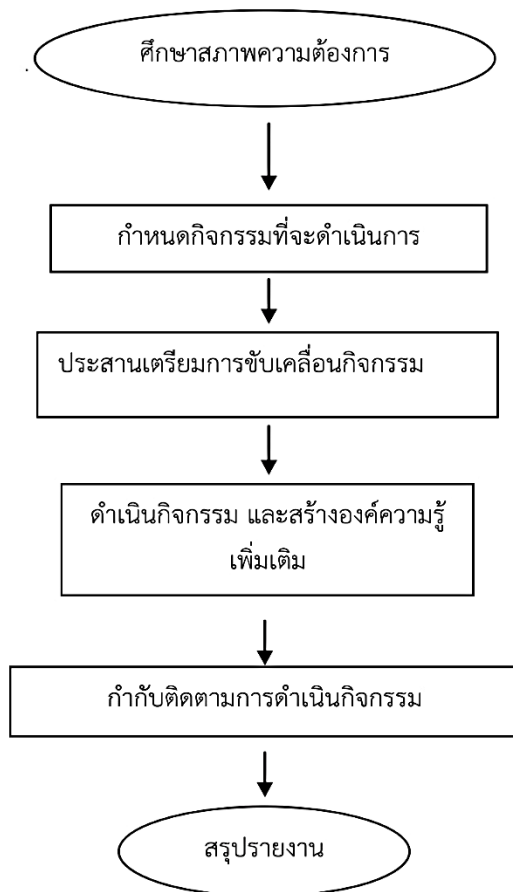 ศึกษาสภาพความต้องการ
กำหนดกิจกรรมที่จะดำเนินการ
ประสานเตรียมการขับเคลื่อนกิจกรรม
ดำเนินกิจกรรม และสร้างองค์ความรู้
เพิ่มเติม
กำกับติดตามการดำเนินกิจกรรม
สรุปรายงาน